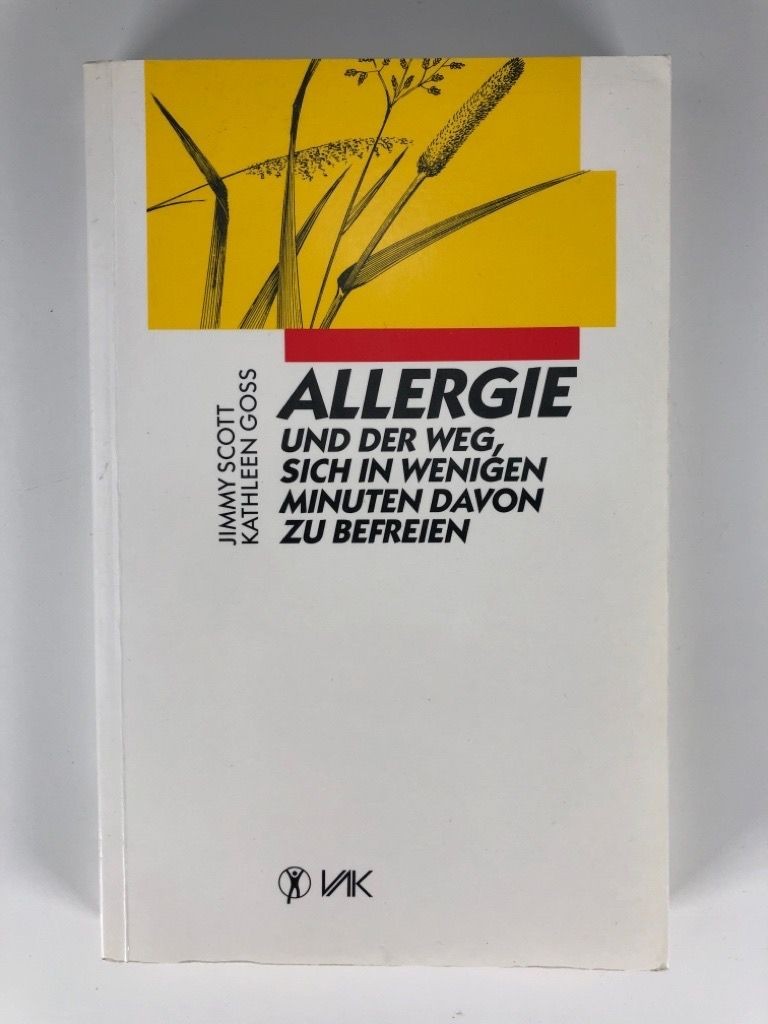 JIMMY SCOTT
KATHLEEN GOSS
ALLERGIE
UND DER WEG,
SICH IN WENIGEN
MINUTEN DAVON
ZU BEFREIEN
VAK